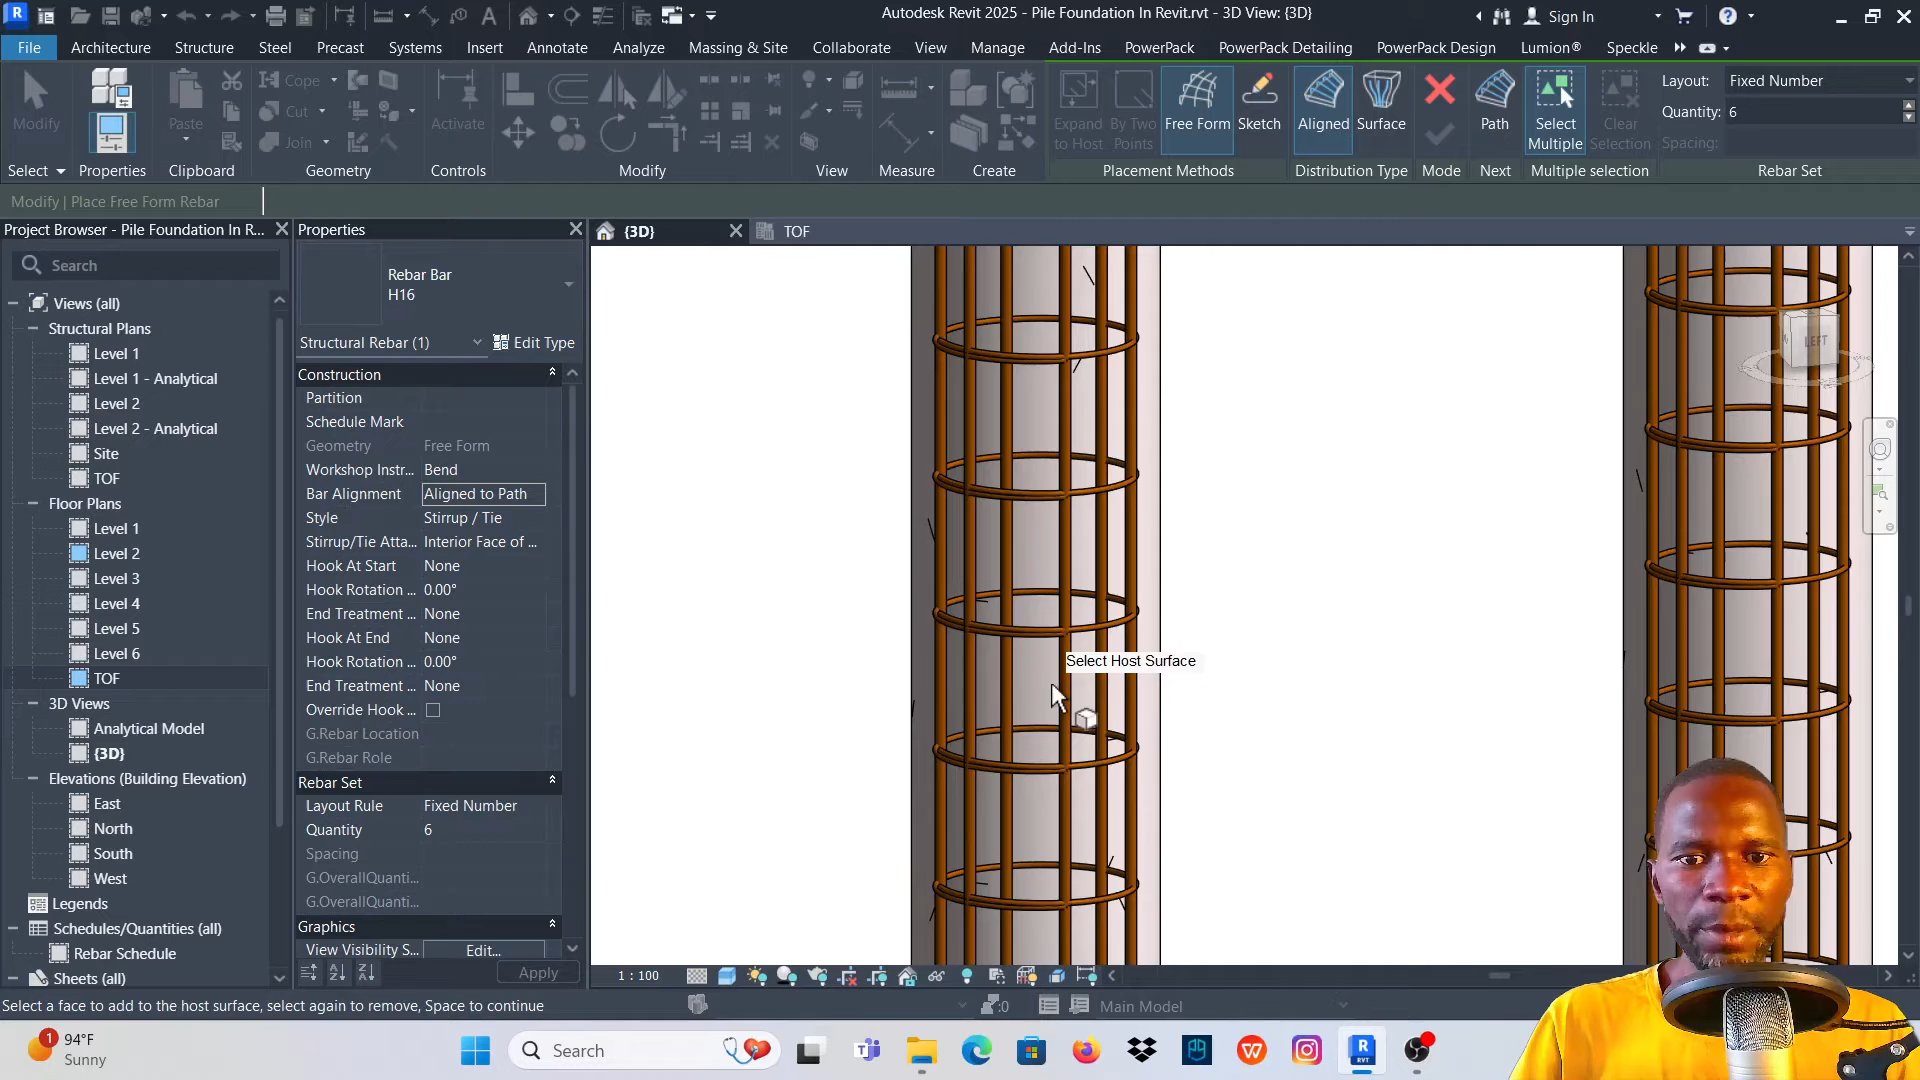 Autodesk Revit 2025 - Pile Foundation In Revit.rvt - 3D View: {3D}
Sign In
File
Architecture
Structure
Steel
Precast
Systems
Insert
Annotate
Analyze
Massing & Site
Collaborate
View
Manage
Add-Ins
PowerPack
PowerPack Detailing
PowerPack Design
Lumion®
Speckle
Modify
Paste
Cope
Cut
Join
Activate
Expand to Host
By Two Points
Free Form
Sketch
Aligned
Surface
Path
Select Multiple
Clear Selection
Layout: Fixed Number
Quantity: 6
Spacing:
Select
Properties
Clipboard
Geometry
Controls
Modify
View
Measure
Create
Placement Methods
Distribution Type
Mode
Next
Multiple selection
Rebar Set
Modify | Place Free Form Rebar
Project Browser - Pile Foundation In R...
Search
Views (all)
Structural Plans
Level 1
Level 1 - Analytical
Level 2
Level 2 - Analytical
Site
TOF
Floor Plans
Level 1
Level 2
Level 3
Level 4
Level 5
Level 6
TOF
3D Views
Analytical Model
{3D}
Elevations (Building Elevation)
East
North
South
West
Legends
Schedules/Quantities (all)
Rebar Schedule
Sheets (all)
Properties
Rebar Bar
H16
Structural Rebar (1)
Edit Type
Construction
Partition
Schedule Mark
Geometry Free Form
Workshop Instr... Bend
Bar Alignment Aligned to Path
Style Stirrup / Tie
Stirrup/Tie Atta... Interior Face of ...
Hook At Start None
Hook Rotation ... 0.00°
End Treatment ... None
Hook At End None
Hook Rotation ... 0.00°
End Treatment ... None
Override Hook ...
G.Rebar Location
G.Rebar Role
Rebar Set
Layout Rule Fixed Number
Quantity 6
Spacing
G.OverallQuanti...
G.OverallQuanti...
Graphics
View Visibility S... Edit...
Apply
{3D}
TOF
LEFT
Select Host Surface
1 : 100
Select a face to add to the host surface, select again to remove, Space to continue
:0
Main Model
1
94°F
Sunny
Search
RVT